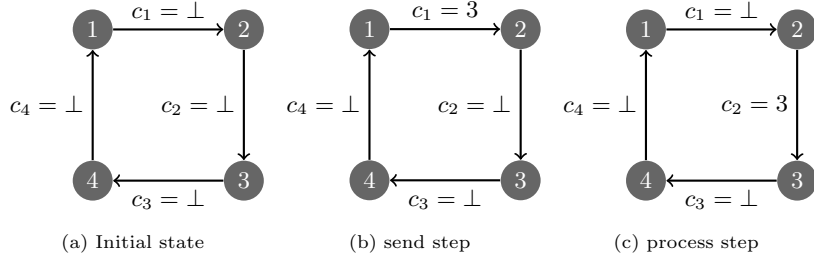 c₁ = ⊥ c₁ = 3 c₁ = ⊥
1 2 1 2 1 2
c₄ = ⊥ c₂ = ⊥ c₄ = ⊥ c₂ = ⊥ c₄ = ⊥ c₂ = 3
4 3 4 3 4 3
c₃ = ⊥ c₃ = ⊥ c₃ = ⊥
(a) Initial state (b) send step (c) process step